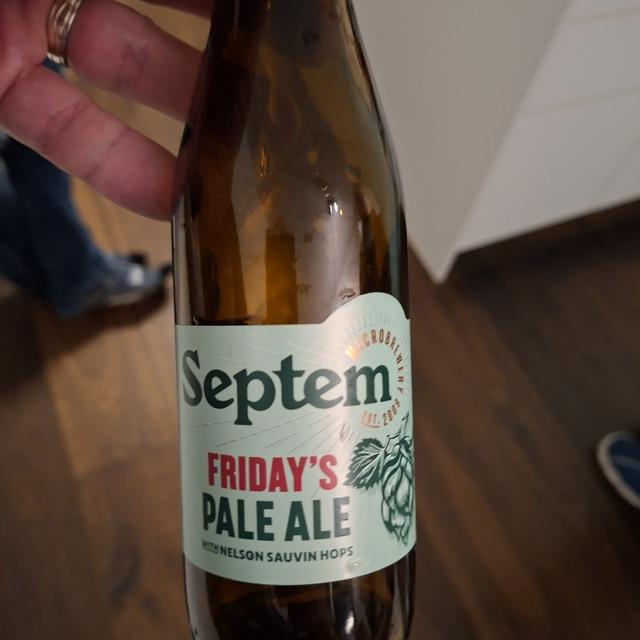 MICROBREWERY
Septem
EST. 2009
FRIDAY'S
PALE ALE
WITH NELSON SAUVIN HOPS